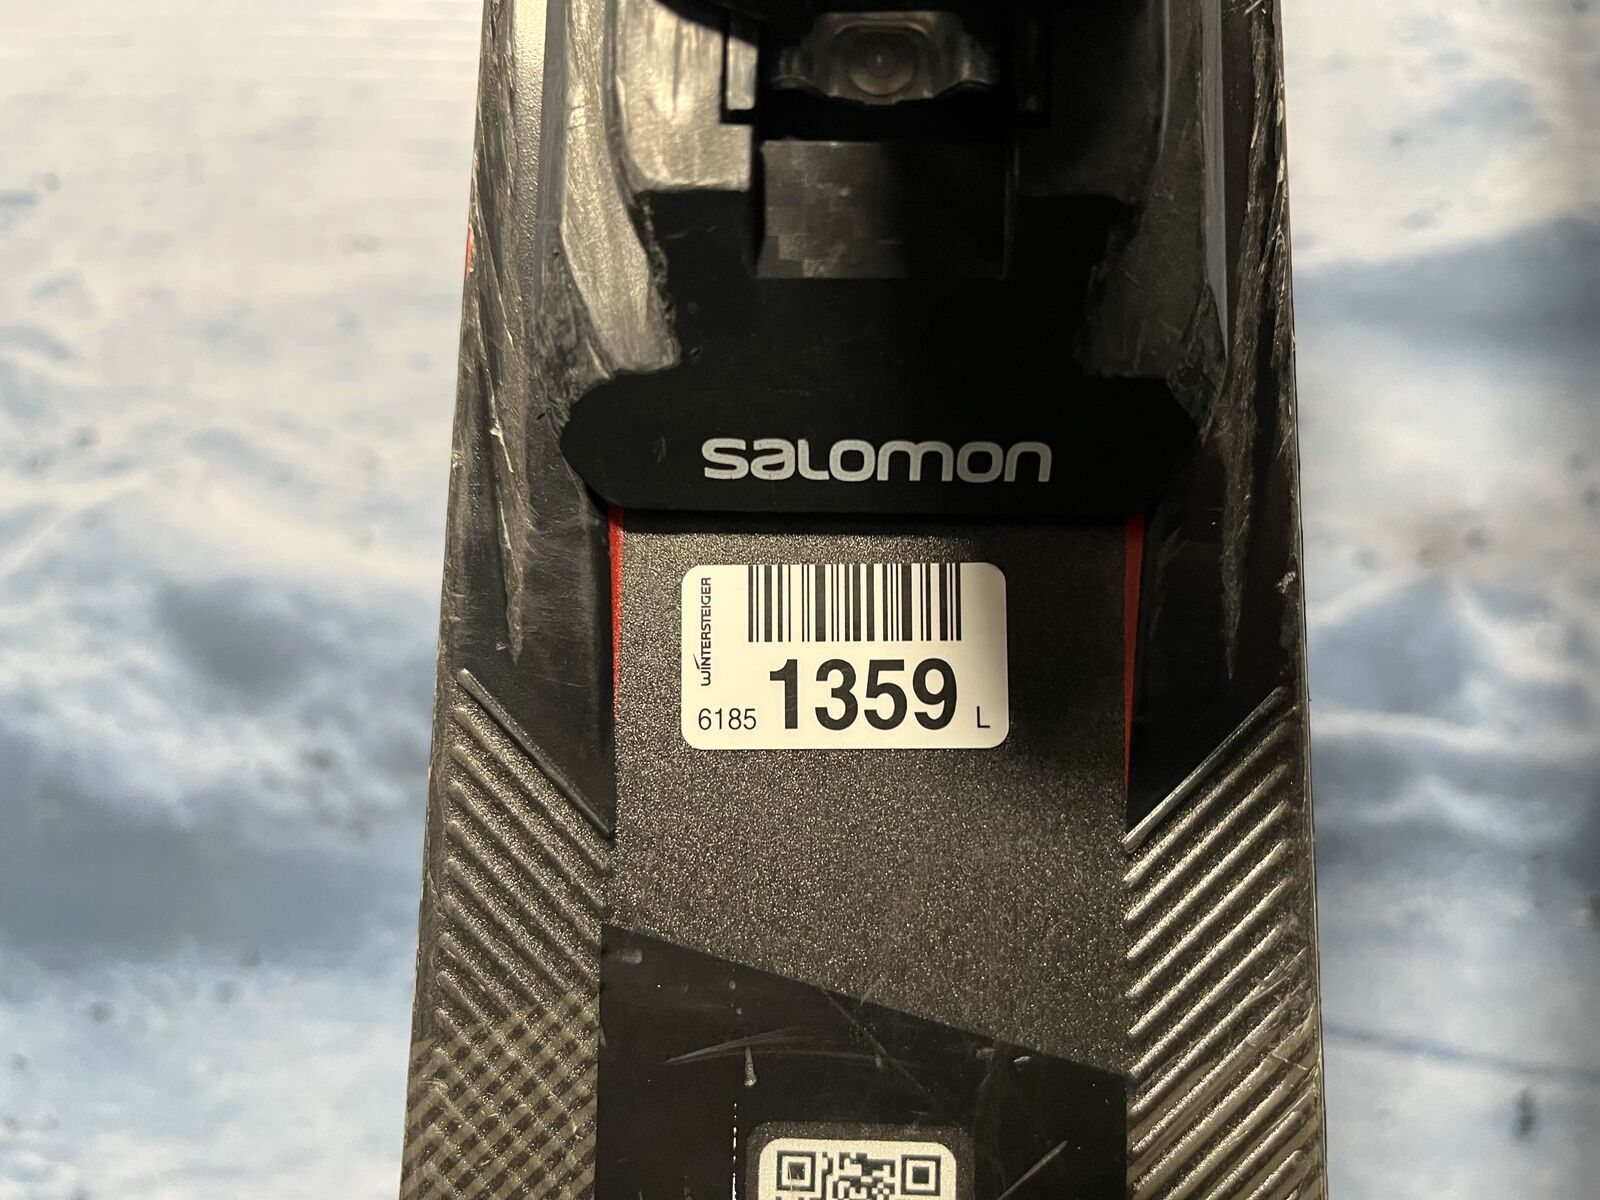 salomon
WINTERSTEIGER
6185 1359 L